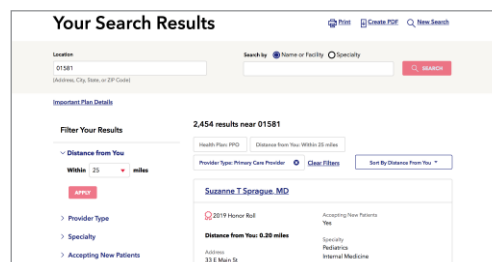 Your Search Results
Print Create PDF New Search
Location
01581
(Address, City, State, or ZIP Code)
Search by Name or Facility Specialty
SEARCH
Important Plan Details
Filter Your Results
Distance from You
Within 25 miles
APPLY
Provider Type
Specialty
Accepting New Patients
2,454 results near 01581
Health Plan: PPO
Distance from You: Within 25 miles
Provider Type: Primary Care Provider
Clear Filters
Sort By Distance From You
Suzanne T Sprague, MD
2019 Honor Roll
Distance from You: 0.20 miles
Address
33 E Main St
Accepting New Patients
Yes
Specialty
Pediatrics
Internal Medicine